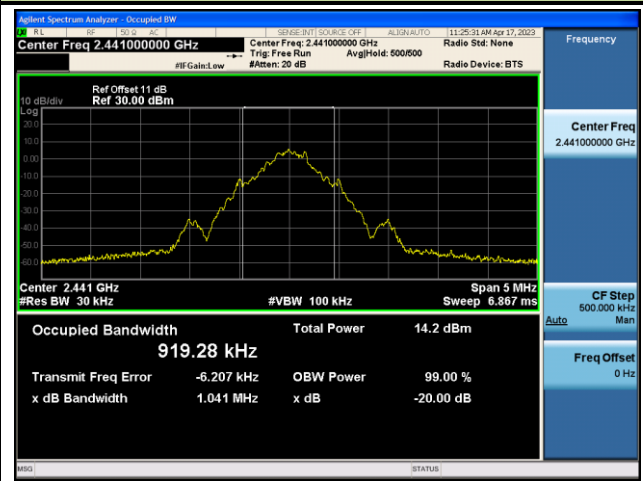 Agilent Spectrum Analyzer - Occupied BW
RL RF 50 Ω AC SENSE:INT SOURCE OFF ALIGNAUTO 11:25:31 AM Apr 17, 2023
Center Freq 2.441000000 GHz
Center Freq: 2.441000000 GHz
Radio Std: None
Trig: Free Run Avg|Hold: 500/500
#IFGain:Low #Atten: 20 dB Radio Device: BTS
Frequency
Ref Offset 11 dB
10 dB/div Ref 30.00 dBm
Log
20.0
10.0
0.00
-10.0
-20.0
-30.0
-40.0
-50.0
-60.0
Center 2.441 GHz Span 5 MHz
#Res BW 30 kHz #VBW 100 kHz Sweep 6.867 ms
Occupied Bandwidth Total Power 14.2 dBm
919.28 kHz
Transmit Freq Error -6.207 kHz OBW Power 99.00 %
x dB Bandwidth 1.041 MHz x dB -20.00 dB
Center Freq
2.441000000 GHz
CF Step
500.000 kHz
Auto Man
Freq Offset
0 Hz
MSG STATUS